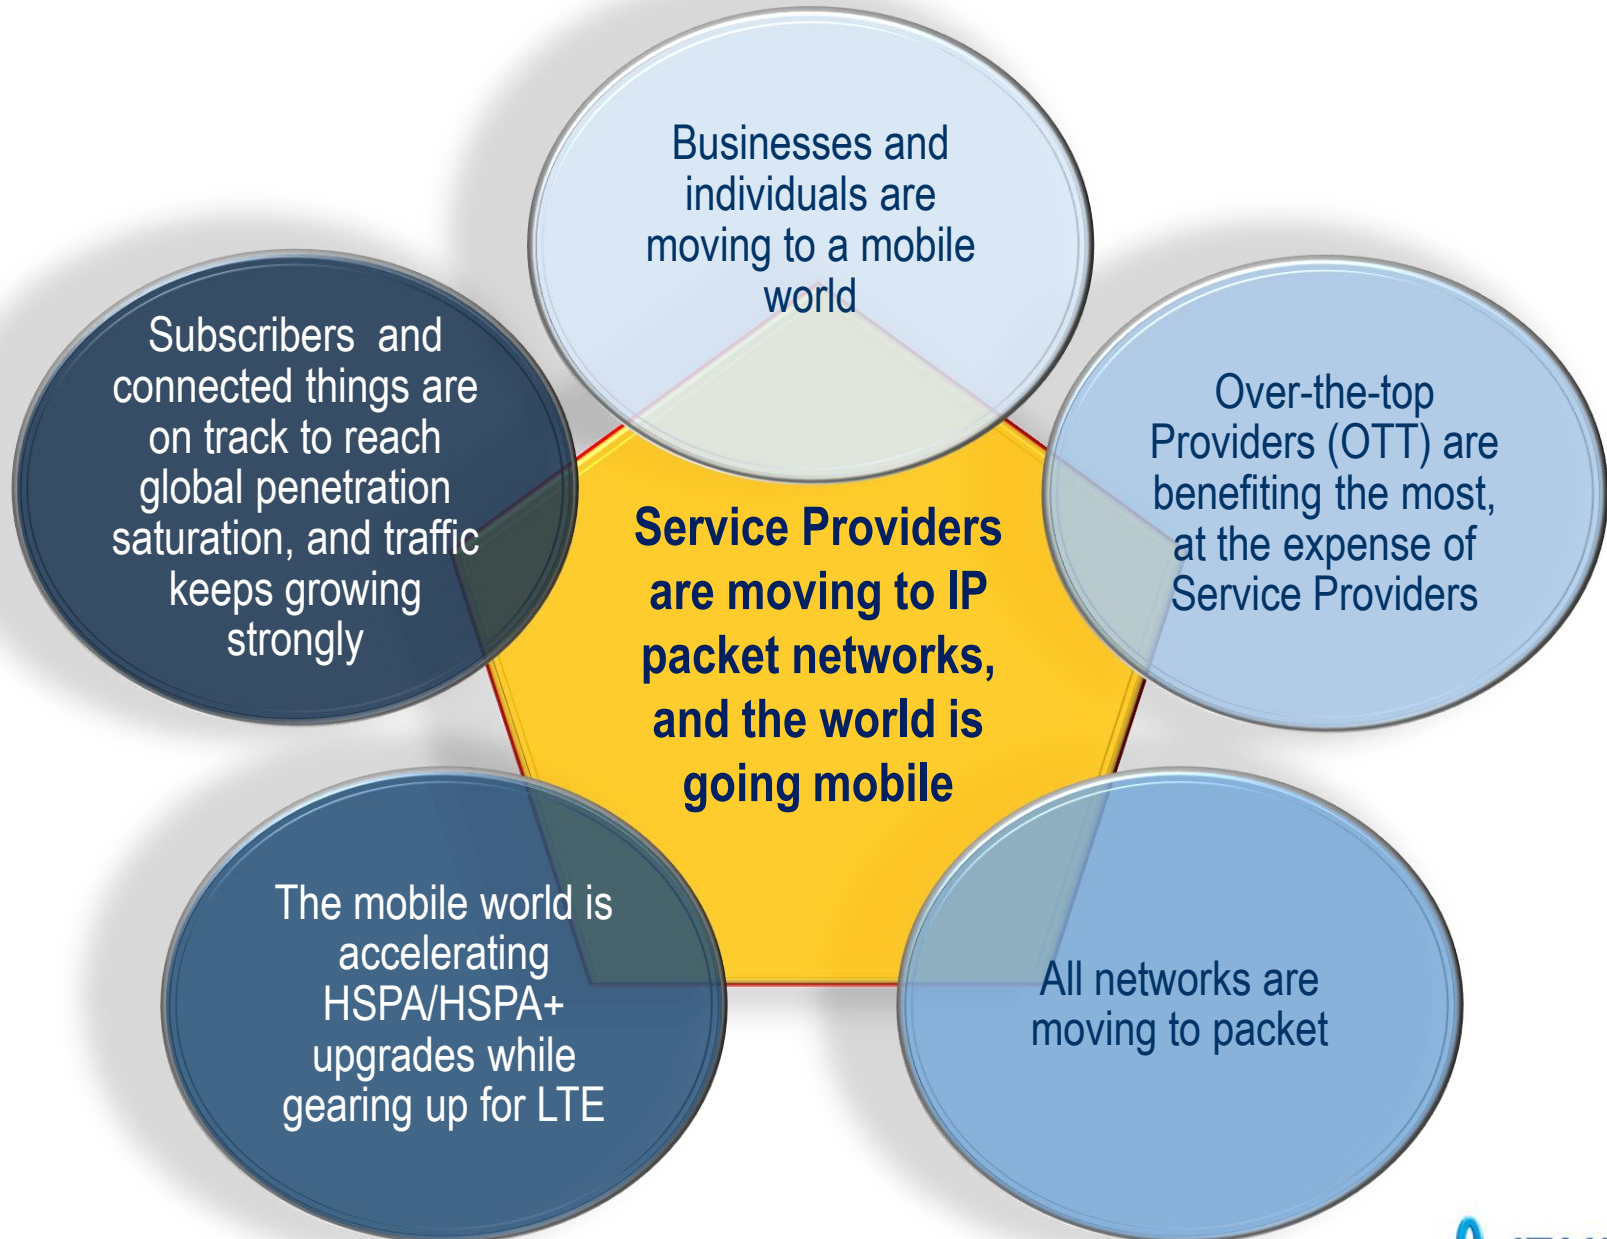 Businesses and
individuals are
moving to a mobile
world
Over-the-top
Providers (OTT) are
benefiting the most,
at the expense of
Service Providers
All networks are
moving to packet
The mobile world is
accelerating
HSPA/HSPA+
upgrades while
gearing up for LTE
Subscribers and
connected things are
on track to reach
global penetration
saturation, and traffic
keeps growing
strongly
Service Providers
are moving to IP
packet networks,
and the world is
going mobile